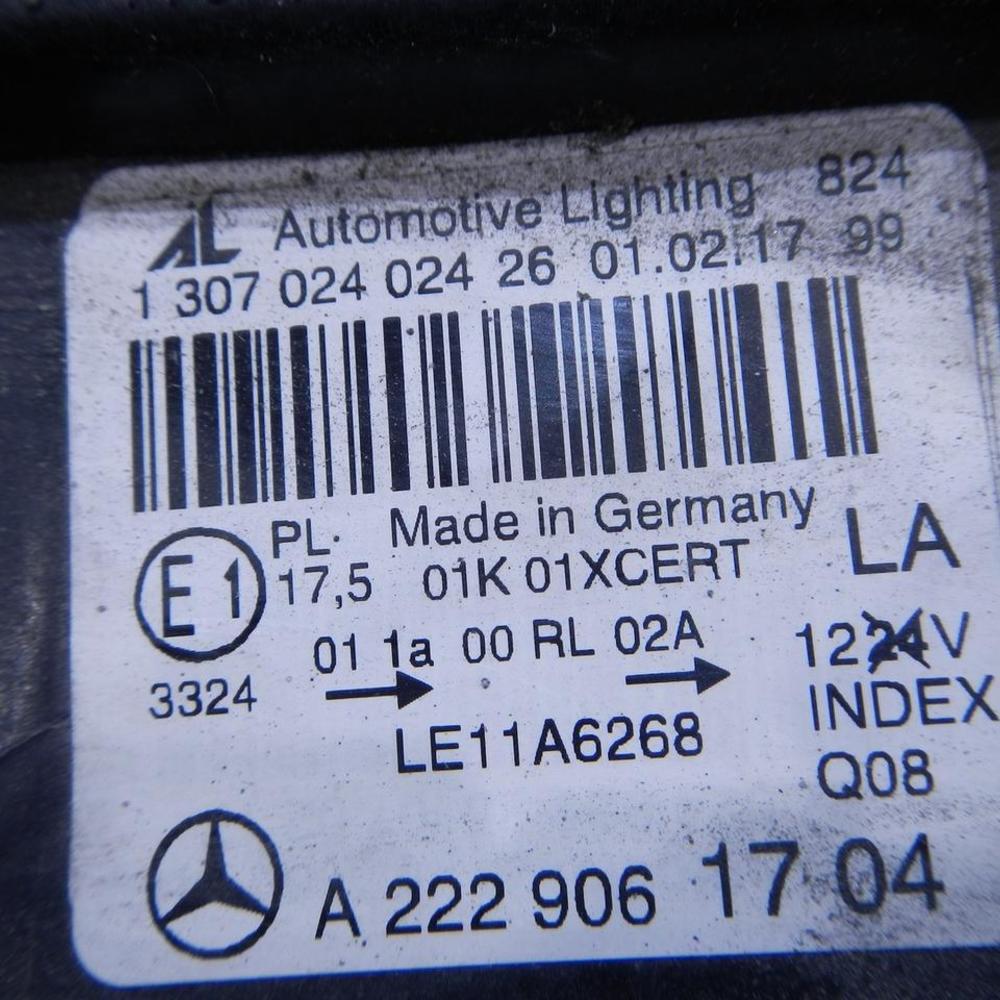 AL Automotive Lighting 824
1 307 024 024 26 01.02.17 99
E1 PL. Made in Germany LA
17,5 01K 01XCERT
01 1a 00 RL 02A 1224V
3324 INDEX
LE11A6268 Q08
A 222 906 17 04